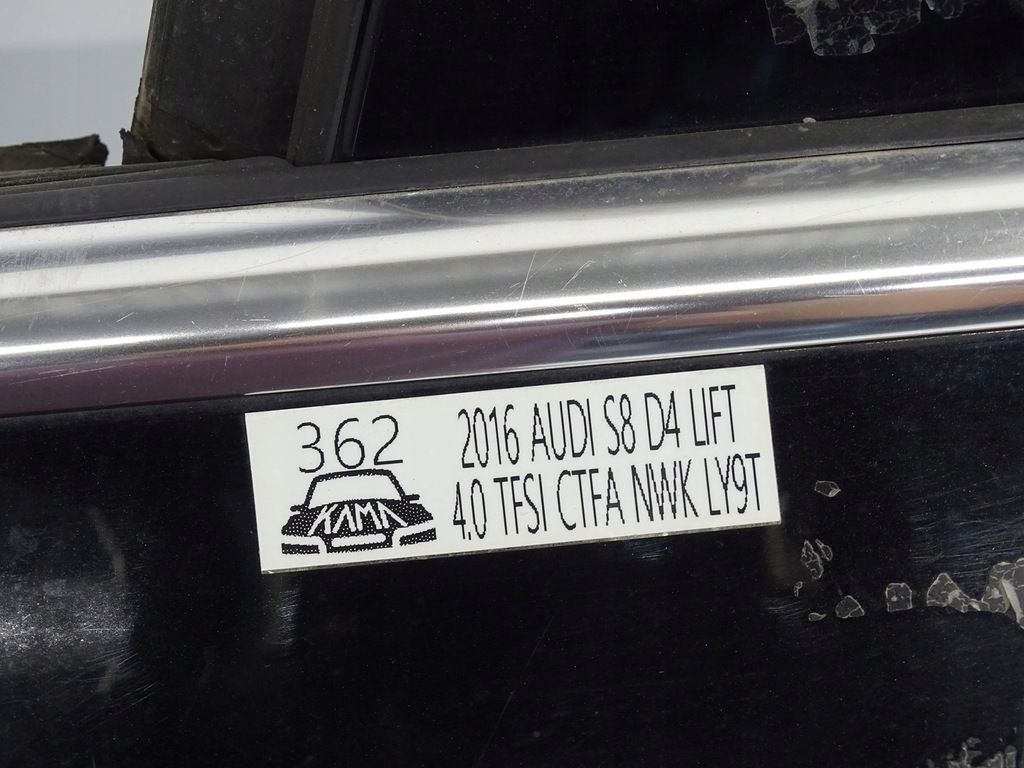 362
KAMA
2016 AUDI S8 D4 LIFT
4.0 TFSI CTFA NWK LY9T